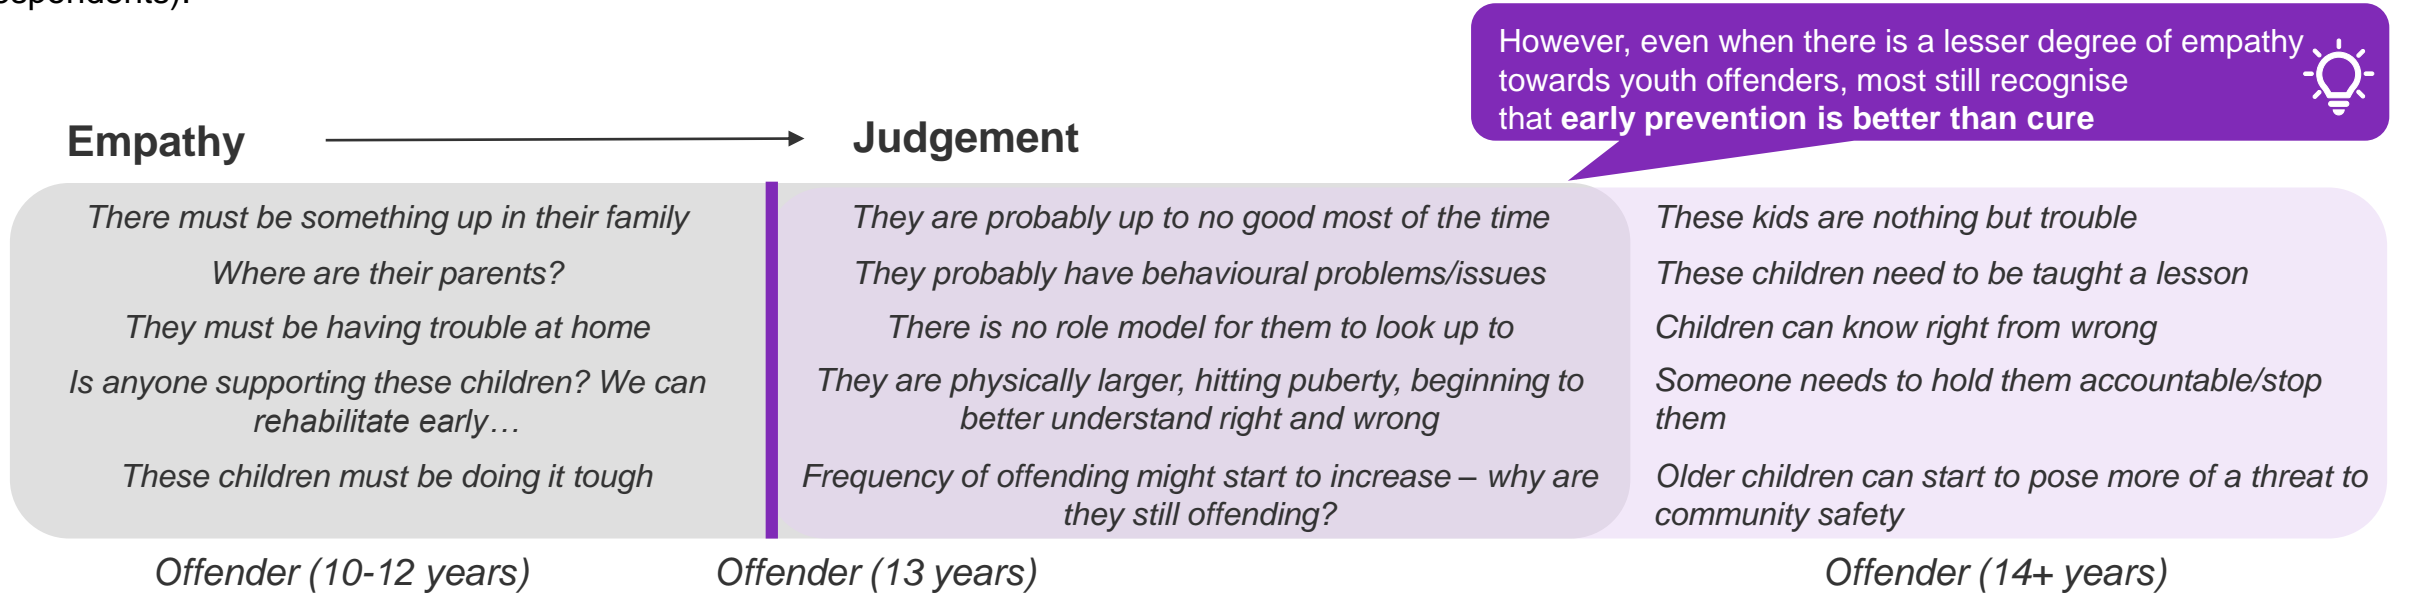 However, even when there is a lesser degree of empathy
towards youth offenders, most still recognise
that early prevention is better than cure
Empathy
Judgement
There must be something up in their family
Where are their parents?
They must be having trouble at home
Is anyone supporting these children? We can
rehabilitate early…
These children must be doing it tough
They are probably up to no good most of the time
They probably have behavioural problems/issues
There is no role model for them to look up to
They are physically larger, hitting puberty, beginning to
better understand right and wrong
Frequency of offending might start to increase – why are
they still offending?
These kids are nothing but trouble
These children need to be taught a lesson
Children can know right from wrong
Someone needs to hold them accountable/stop
them
Older children can start to pose more of a threat to
community safety
Offender (10-12 years)
Offender (13 years)
Offender (14+ years)